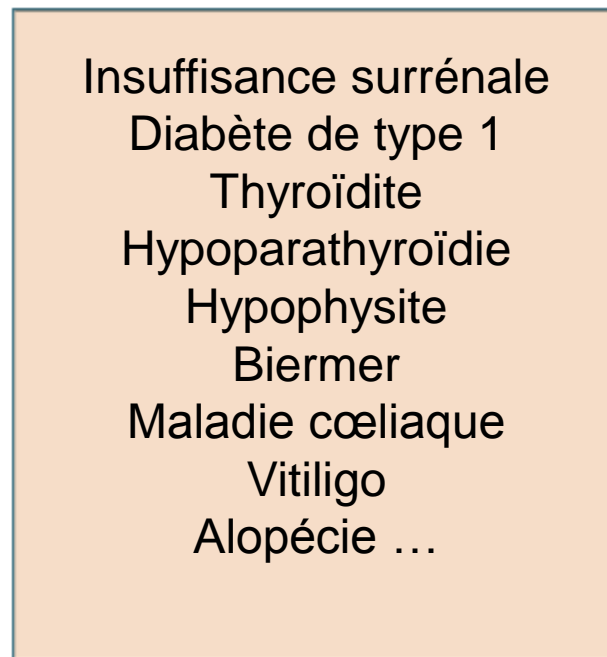 Insuffisance surrénale
Diabète de type 1
Thyroïdite
Hypoparathyroïdie
Hypophysite
Biermer
Maladie cœliaque
Vitiligo
Alopécie …